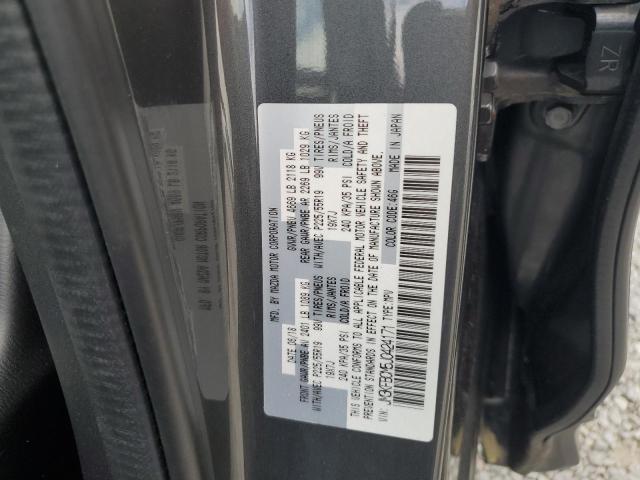 MFD. BY MAZDA MOTOR CORPORATION
DATE: 08/18 GVWR/PNBV 4669 LB 2118 KG
FRONT GAWR/PNBE AV 2401 LB 1089 KG REAR GAWR/PNBE AR 2269 LB 1029 KG
WITH/AVEC P225/55R19 99V TIRES/PNEUS WITH/AVEC P225/55R19 99V TIRES/PNEUS
19X7J RIMS/JANTES 19X7J RIMS/JANTES
240 KPA/35 PSI COLD/A FROID 240 KPA/35 PSI COLD/A FROID
THIS VEHICLE CONFORMS TO ALL APPLICABLE FEDERAL MOTOR VEHICLE SAFETY AND THEFT
PREVENTION STANDARDS IN EFFECT ON THE DATE OF MANUFACTURE SHOWN ABOVE.
TYPE:MPV COLOR CODE:46G MADE IN JAPAN
VIN: JM3KFBDM5J0424171
ZR